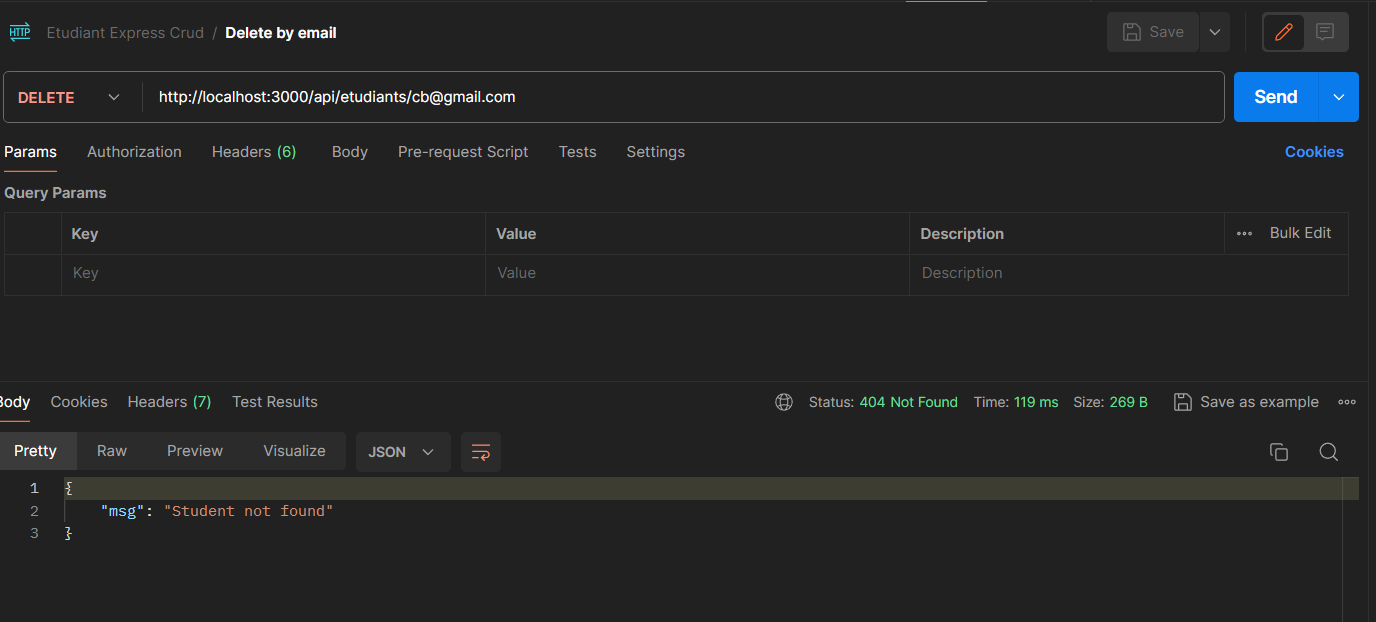 HTTP Etudiant Express Crud / Delete by email Save
DELETE http://localhost:3000/api/etudiants/cb@gmail.com Send
Params Authorization Headers (6) Body Pre-request Script Tests Settings Cookies
Query Params
Key Value Description Bulk Edit
Key Value Description
Body Cookies Headers (7) Test Results Status: 404 Not Found Time: 119 ms Size: 269 B Save as example
Pretty Raw Preview Visualize JSON
1 {
2 "msg": "Student not found"
3 }